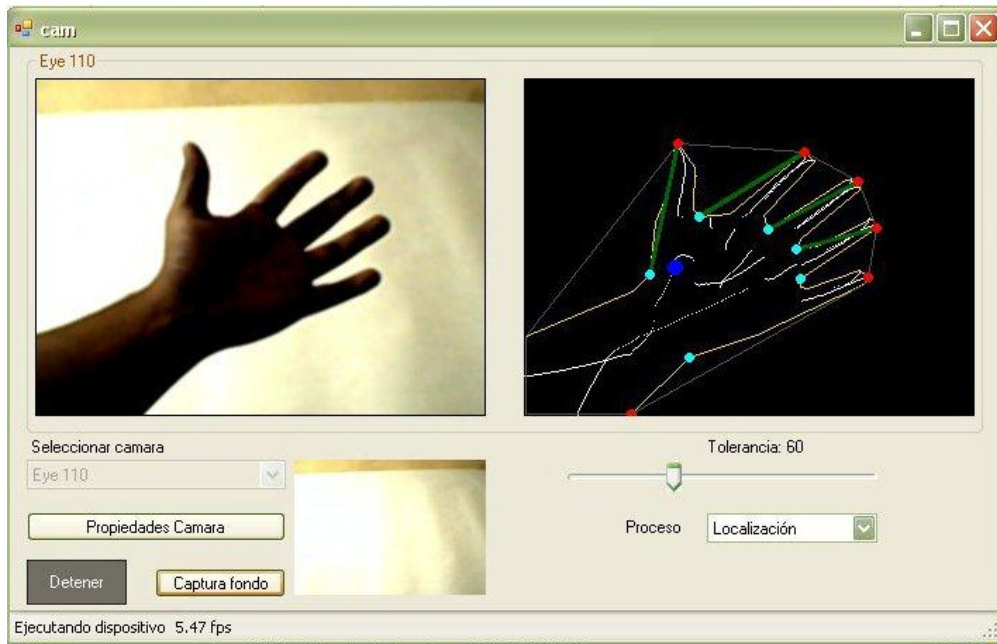 cam
Eye 110
Seleccionar camara
Tolerancia: 60
Eye 110
Propiedades Camara
Proceso
Localización
Detener
Captura fondo
Ejecutando dispositivo 5.47 fps